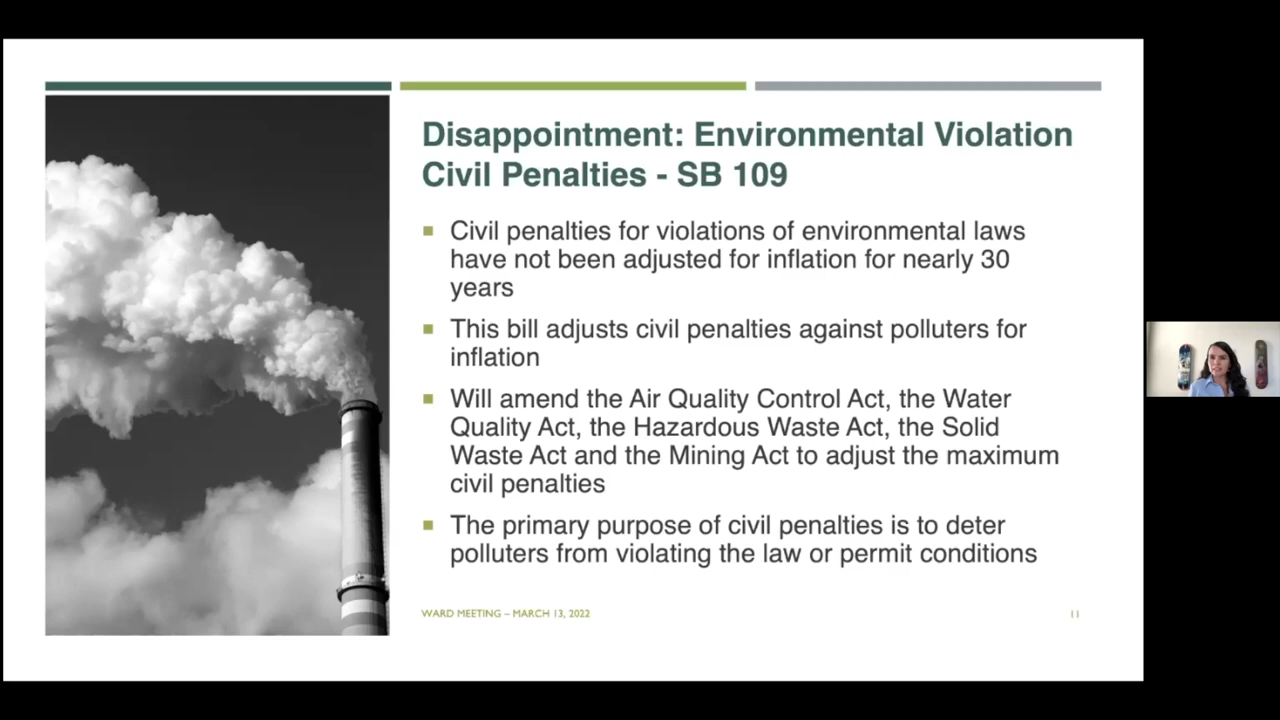 Disappointment: Environmental Violation
Civil Penalties - SB 109
Civil penalties for violations of environmental laws
have not been adjusted for inflation for nearly 30
years
This bill adjusts civil penalties against polluters for
inflation
Will amend the Air Quality Control Act, the Water
Quality Act, the Hazardous Waste Act, the Solid
Waste Act and the Mining Act to adjust the maximum
civil penalties
The primary purpose of civil penalties is to deter
polluters from violating the law or permit conditions
WARD MEETING – MARCH 13, 2022
11